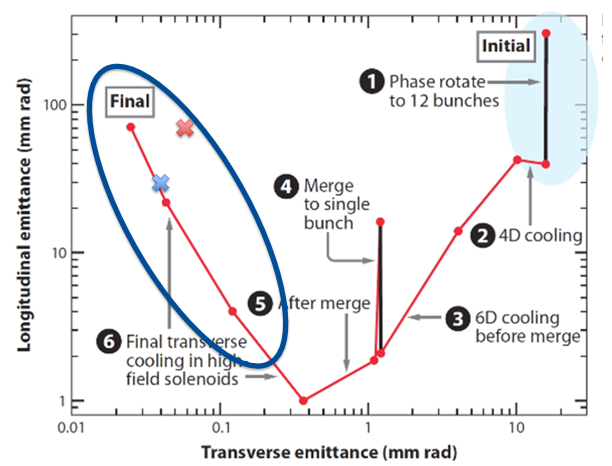 Longitudinal emittance (mm rad)
100
10
1
0.01
0.1
1
10
Transverse emittance (mm rad)
Final
Initial
1 Phase rotate
to 12 bunches
4 Merge
to single
bunch
2 4D cooling
5 After merge
3 6D cooling
before merge
6 Final transverse
cooling in high-
field solenoids